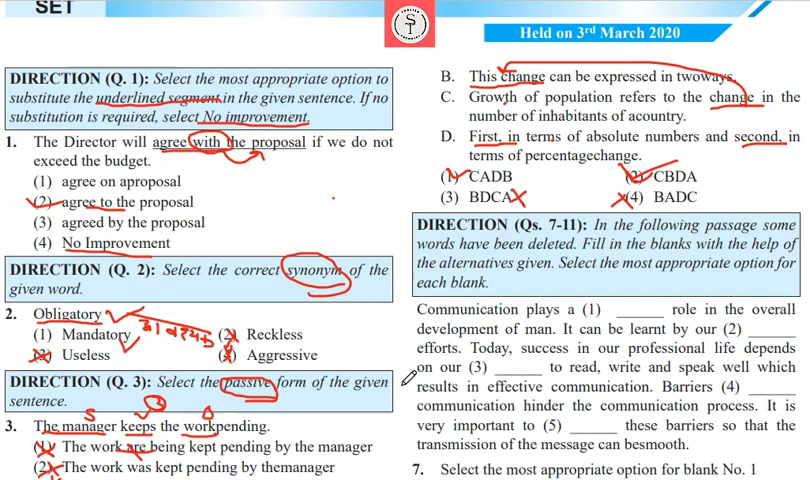 SET
Held on 3rd March 2020
DIRECTION (Q. 1): Select the most appropriate option to
substitute the underlined segment in the given sentence. If no
substitution is required, select No improvement.
1. The Director will agree with the proposal if we do not
exceed the budget.
(1) agree on aproposal
(2) agree to the proposal
(3) agreed by the proposal
(4) No Improvement
DIRECTION (Q. 2): Select the correct synonym of the
given word.
2. Obligatory
(1) Mandatory (2) Reckless
(3) Useless (4) Aggressive
DIRECTION (Q. 3): Select the passive form of the given
sentence.
S O
3. The manager keeps the workpending.
(1) The work are being kept pending by the manager
(2) The work was kept pending by themanager
B. This change can be expressed in twoways.
C. Growth of population refers to the change in the
number of inhabitants of acountry.
D. First, in terms of absolute numbers and second, in
terms of percentagechange.
(1) CADB (2) CBDA
(3) BDCA (4) BADC
DIRECTION (Qs. 7-11): In the following passage some
words have been deleted. Fill in the blanks with the help of
the alternatives given. Select the most appropriate option for
each blank.
Communication plays a (1) ______ role in the overall
development of man. It can be learnt by our (2) ______
efforts. Today, success in our professional life depends
on our (3) ______ to read, write and speak well which
results in effective communication. Barriers (4) ______
communication hinder the communication process. It is
very important to (5) ______ these barriers so that the
transmission of the message can besmooth.
7. Select the most appropriate option for blank No. 1